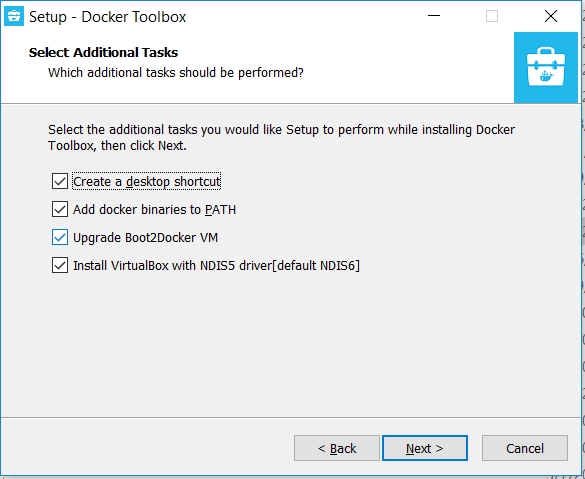 Setup - Docker Toolbox
Select Additional Tasks
Which additional tasks should be performed?
Select the additional tasks you would like Setup to perform while installing Docker
Toolbox, then click Next.
Create a desktop shortcut
Add docker binaries to PATH
Upgrade Boot2Docker VM
Install VirtualBox with NDIS5 driver[default NDIS6]
< Back
Next >
Cancel